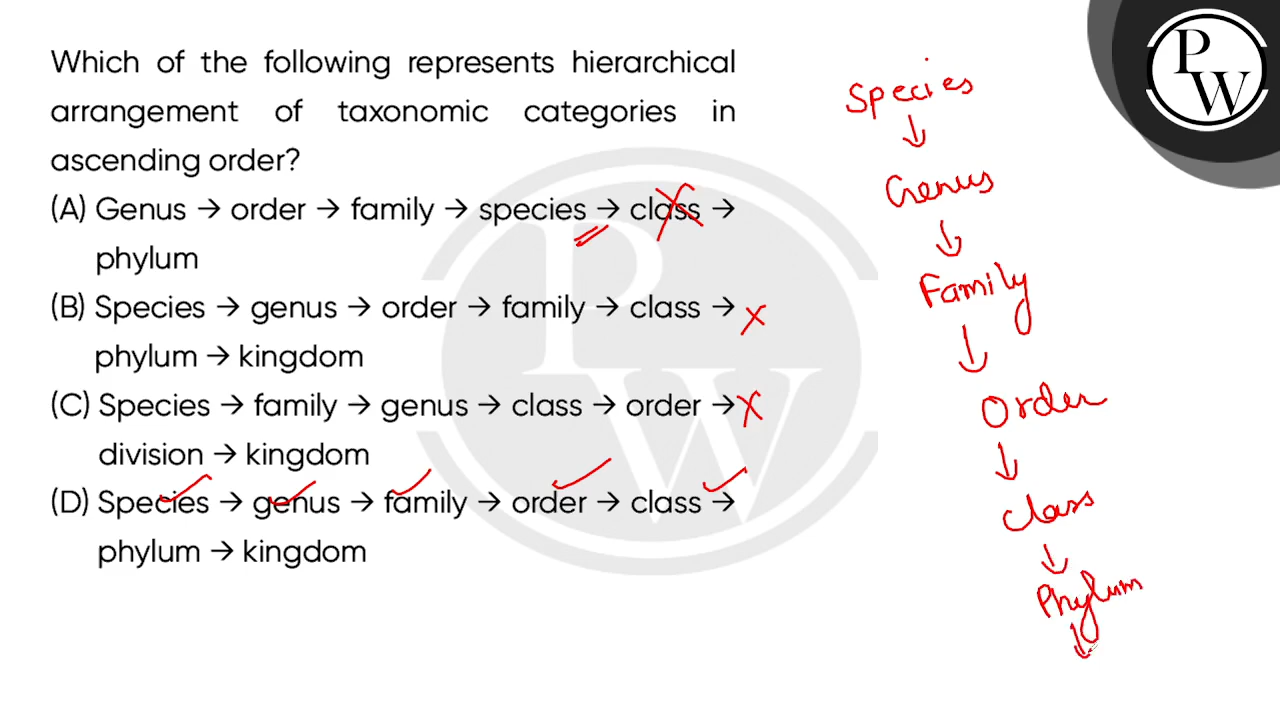 Which of the following represents hierarchical
arrangement of taxonomic categories in
ascending order?
(A) Genus → order → family → species → class →
phylum
(B) Species → genus → order → family → class →
phylum → kingdom
(C) Species → family → genus → class → order →
division → kingdom
(D) Species → genus → family → order → class →
phylum → kingdom
Species
↓
Genus
↓
Family
↓
Order
↓
Class
↓
Phylum
↓
PW
PW